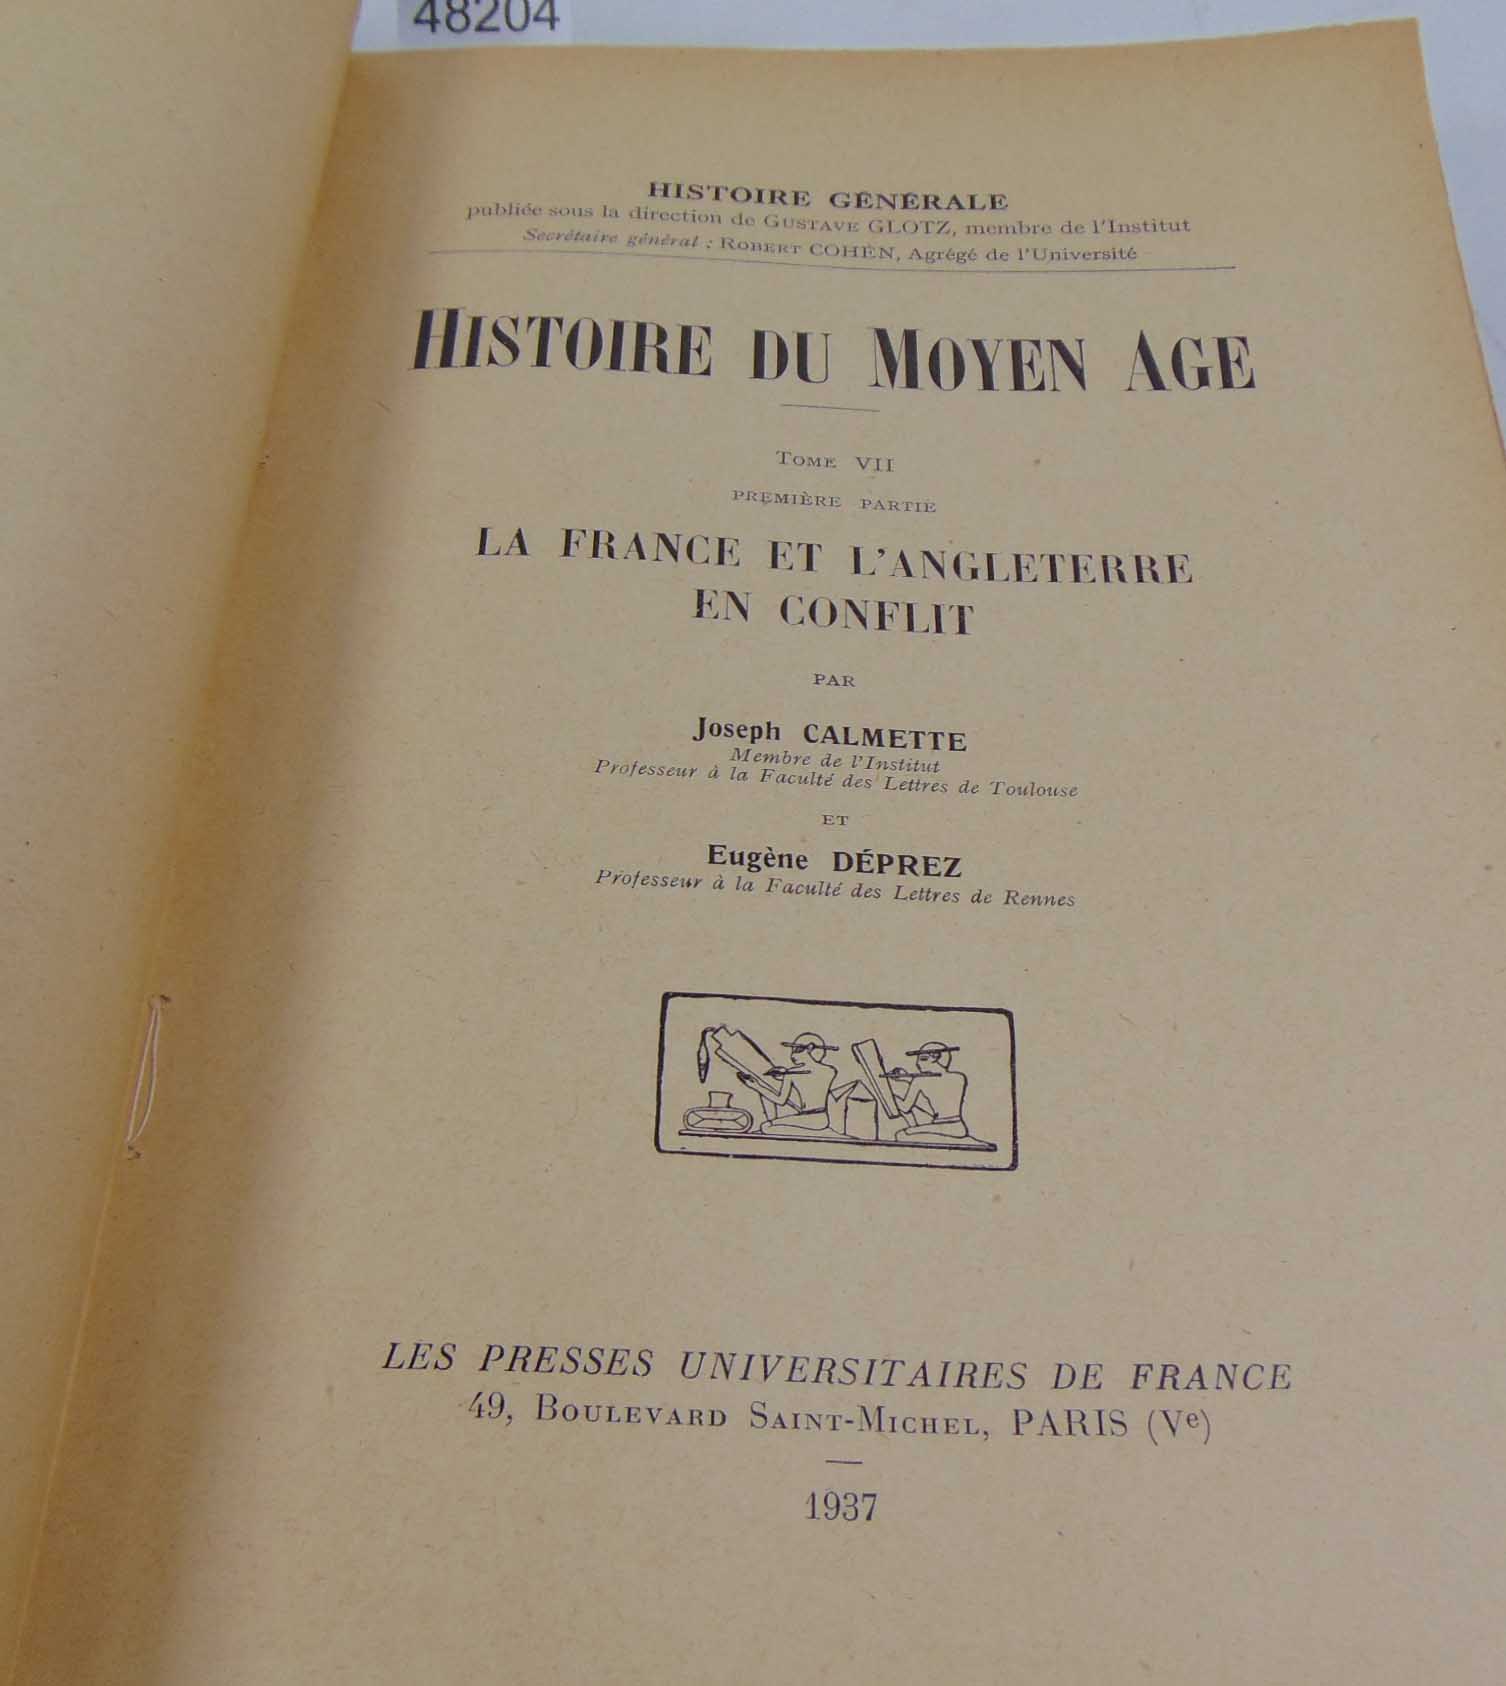 48204
HISTOIRE GÉNÉRALE
publiée sous la direction de GUSTAVE GLOTZ, membre de l'Institut
Secrétaire général : ROBERT COHEN, Agrégé de l'Université
HISTOIRE DU MOYEN AGE
TOME VII
PREMIÈRE PARTIE
LA FRANCE ET L'ANGLETERRE
EN CONFLIT
PAR
Joseph CALMETTE
Membre de l'Institut
Professeur à la Faculté des Lettres de Toulouse
ET
Eugène DÉPREZ
Professeur à la Faculté des Lettres de Rennes
LES PRESSES UNIVERSITAIRES DE FRANCE
49, BOULEVARD SAINT-MICHEL, PARIS (Ve)
1937